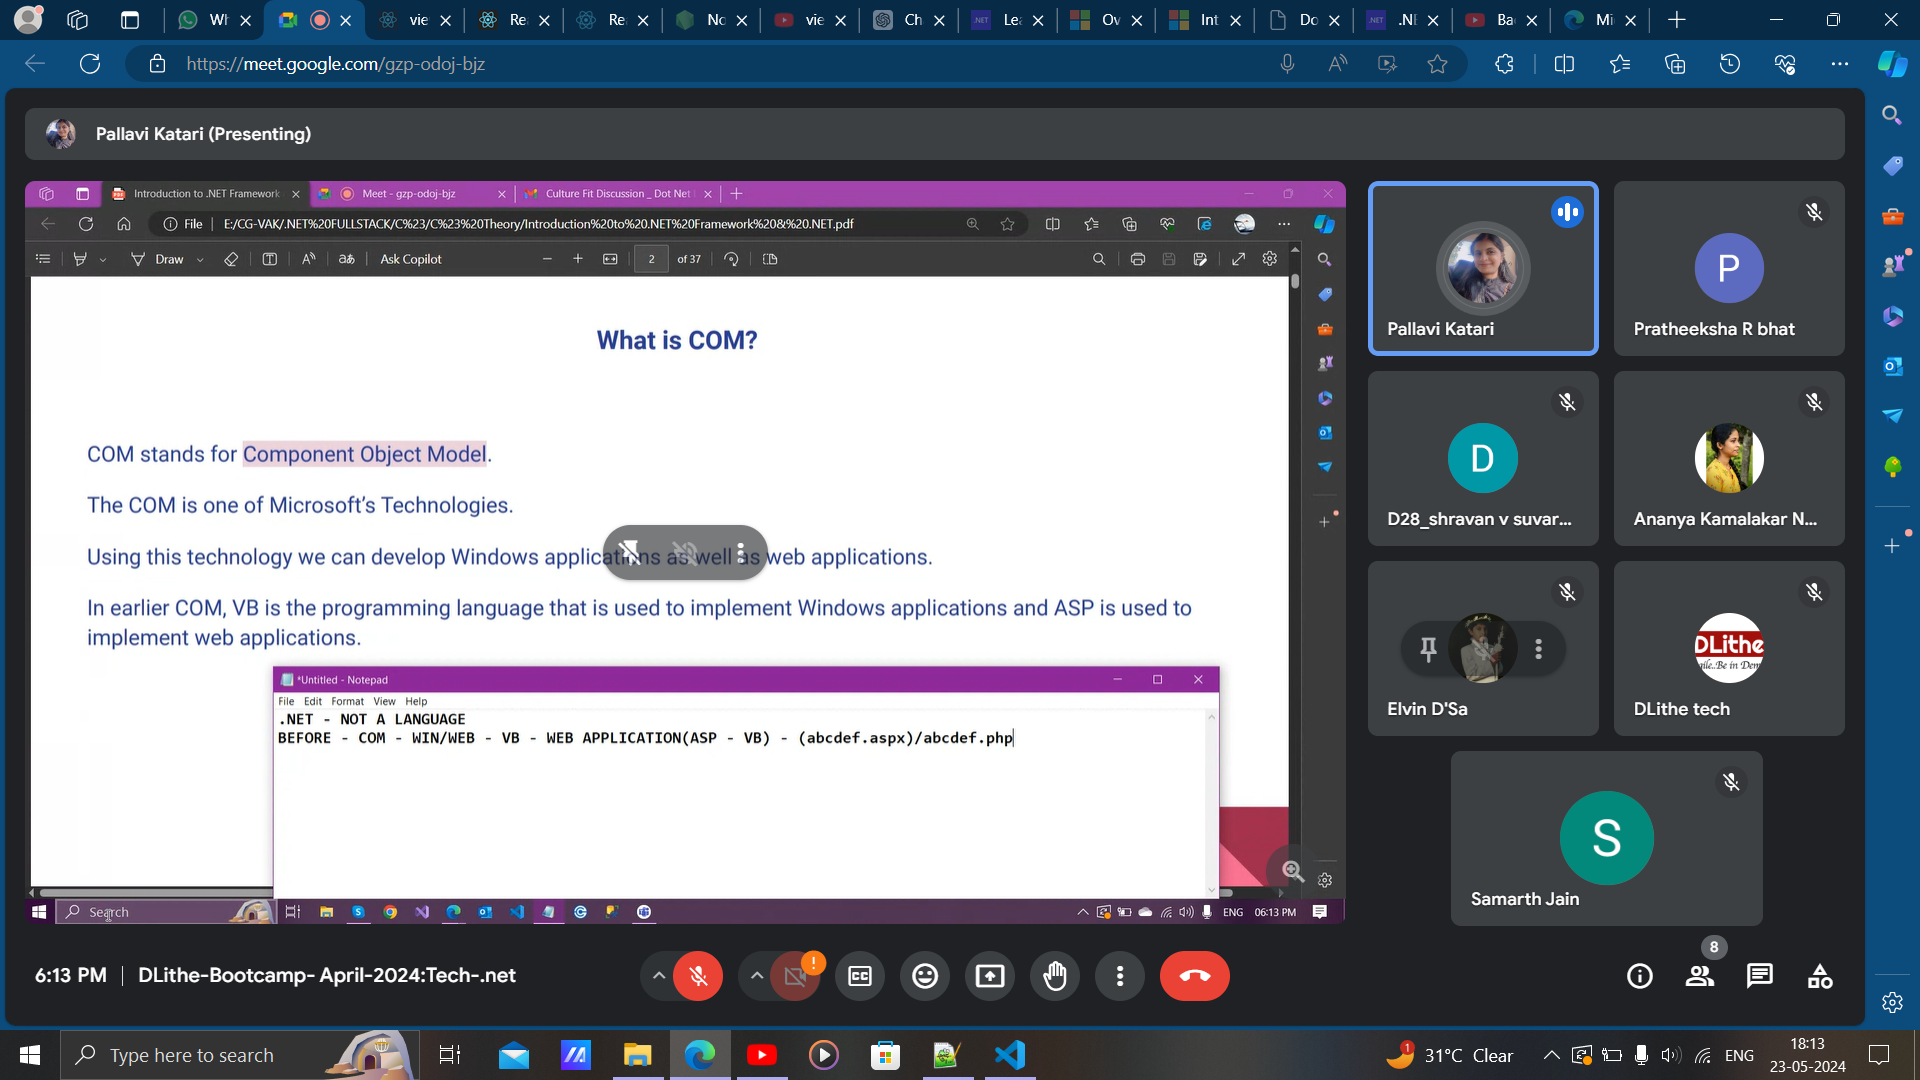 Wh
vie
Rea
Rea
No
vie
Ch
Lea
Ov
Int
Do
.NE
Ba
Mi
https://meet.google.com/gzp-odoj-bjz
Pallavi Katari (Presenting)
Introduction to .NET Framework
Meet - gzp-odoj-bjz
Culture Fit Discussion _ Dot Net
File
E:/CG-VAK/.NET%20FULLSTACK/C%23/C%23%20Theory/Introduction%20to%20.NET%20Framework%20&%20.NET.pdf
Draw
Ask Copilot
2 of 37
What is COM?
COM stands for Component Object Model.
The COM is one of Microsoft’s Technologies.
Using this technology we can develop Windows applications as well as web applications.
In earlier COM, VB is the programming language that is used to implement Windows applications and ASP is used to
implement web applications.
*Untitled - Notepad
File Edit Format View Help
.NET - NOT A LANGUAGE
BEFORE - COM - WIN/WEB - VB - WEB APPLICATION(ASP - VB) - (abcdef.aspx)/abcdef.php
Search
ENG 06:13 PM
Pallavi Katari
P
Pratheeksha R bhat
D
D28_shravan v suvar...
Ananya Kamalakar N...
Elvin D'Sa
DLithe
DLithe tech
S
Samarth Jain
8
6:13 PM | DLithe-Bootcamp- April-2024:Tech-.net
Type here to search
1
31°C Clear
ENG
18:13
23-05-2024